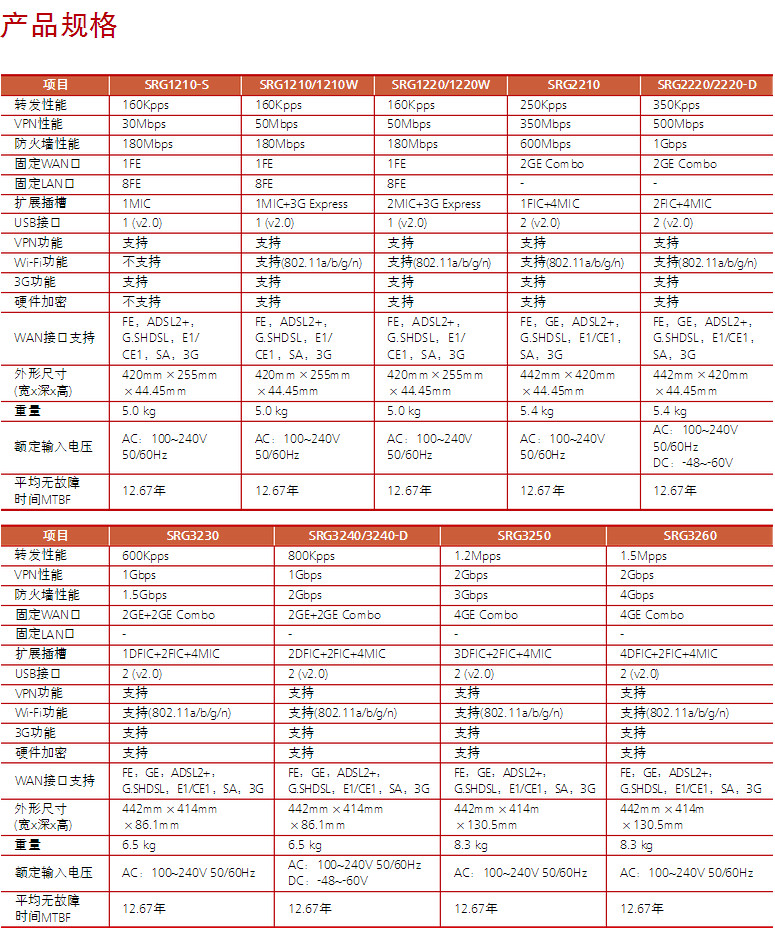 产品规格
项目 SRG1210-S SRG1210/1210W SRG1220/1220W SRG2210 SRG2220/2220-D
转发性能 160Kpps 160Kpps 160Kpps 250Kpps 350Kpps
VPN性能 30Mbps 50Mbps 50Mbps 350Mbps 500Mbps
防火墙性能 180Mbps 180Mbps 180Mbps 600Mbps 1Gbps
固定WAN口 1FE 1FE 1FE 2GE Combo 2GE Combo
固定LAN口 8FE 8FE 8FE - -
扩展插槽 1MIC 1MIC+3G Express 2MIC+3G Express 1FIC+4MIC 2FIC+4MIC
USB接口 1 (v2.0) 1 (v2.0) 1 (v2.0) 2 (v2.0) 2 (v2.0)
VPN功能 支持 支持 支持 支持 支持
Wi-Fi功能 不支持 支持(802.11a/b/g/n) 支持(802.11a/b/g/n) 支持(802.11a/b/g/n) 支持(802.11a/b/g/n)
3G功能 支持 支持 支持 支持 支持
硬件加密 不支持 支持 支持 支持 支持
FE，ADSL2+， FE，ADSL2+， FE，ADSL2+， FE，GE，ADSL2+， FE，GE，ADSL2+，
WAN接口支持 G.SHDSL，E1/ G.SHDSL，E1/ G.SHDSL，E1/ G.SHDSL，E1/CE1， G.SHDSL，E1/CE1，
CE1，SA，3G CE1，SA，3G CE1，SA，3G SA，3G SA，3G
外形尺寸 420mm×255mm 420mm×255mm 420mm×255mm 442mm×420mm 442mm×420mm
(宽x深x高) ×44.45mm ×44.45mm ×44.45mm ×44.45mm ×44.45mm
重量 5.0 kg 5.0 kg 5.0 kg 5.4 kg 5.4 kg
额定输入电压 AC：100~240V AC：100~240V AC：100~240V AC：100~240V AC：100~240V
50/60Hz 50/60Hz 50/60Hz 50/60Hz 50/60Hz
DC：-48~-60V
平均无故障
时间MTBF 12.67年 12.67年 12.67年 12.67年 12.67年
项目 SRG3230 SRG3240/3240-D SRG3250 SRG3260
转发性能 600Kpps 800Kpps 1.2Mpps 1.5Mpps
VPN性能 1Gbps 1Gbps 2Gbps 2Gbps
防火墙性能 1.5Gbps 2Gbps 3Gbps 4Gbps
固定WAN口 2GE+2GE Combo 2GE+2GE Combo 4GE Combo 4GE Combo
固定LAN口 - - - -
扩展插槽 1DFIC+2FIC+4MIC 2DFIC+2FIC+4MIC 3DFIC+2FIC+4MIC 4DFIC+2FIC+4MIC
USB接口 2 (v2.0) 2 (v2.0) 2 (v2.0) 2 (v2.0)
VPN功能 支持 支持 支持 支持
Wi-Fi功能 支持(802.11a/b/g/n) 支持(802.11a/b/g/n) 支持(802.11a/b/g/n) 支持(802.11a/b/g/n)
3G功能 支持 支持 支持 支持
硬件加密 支持 支持 支持 支持
WAN接口支持 FE，GE，ADSL2+， FE，GE，ADSL2+， FE，GE，ADSL2+， FE，GE，ADSL2+，
G.SHDSL，E1/CE1，SA，3G G.SHDSL，E1/CE1，SA，3G G.SHDSL，E1/CE1，SA，3G G.SHDSL，E1/CE1，SA，3G
外形尺寸 442mm×414mm 442mm×414mm 442mm×414m 442mm×414m
(宽x深x高) ×86.1mm ×86.1mm ×130.5mm ×130.5mm
重量 6.5 kg 6.5 kg 8.3 kg 8.3 kg
额定输入电压 AC：100~240V 50/60Hz AC：100~240V 50/60Hz AC：100~240V 50/60Hz AC：100~240V 50/60Hz
DC：-48~-60V
平均无故障
时间MTBF 12.67年 12.67年 12.67年 12.67年